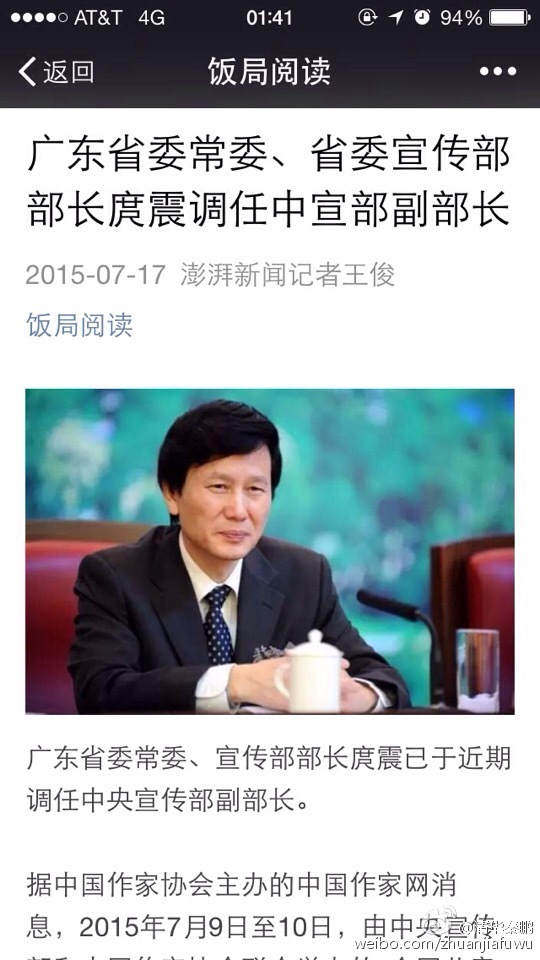 AT&T 4G 01:41 94%
返回 饭局阅读
广东省委常委、省委宣传部
部长庹震调任中宣部副部长
2015-07-17 澎湃新闻记者王俊
饭局阅读
广东省委常委、宣传部部长庹震已于近期
调任中央宣传部副部长。
据中国作家协会主办的中国作家网消
息，2015年7月9日至10日，由中央宣传
weibo.com/zhuanjiafuwu